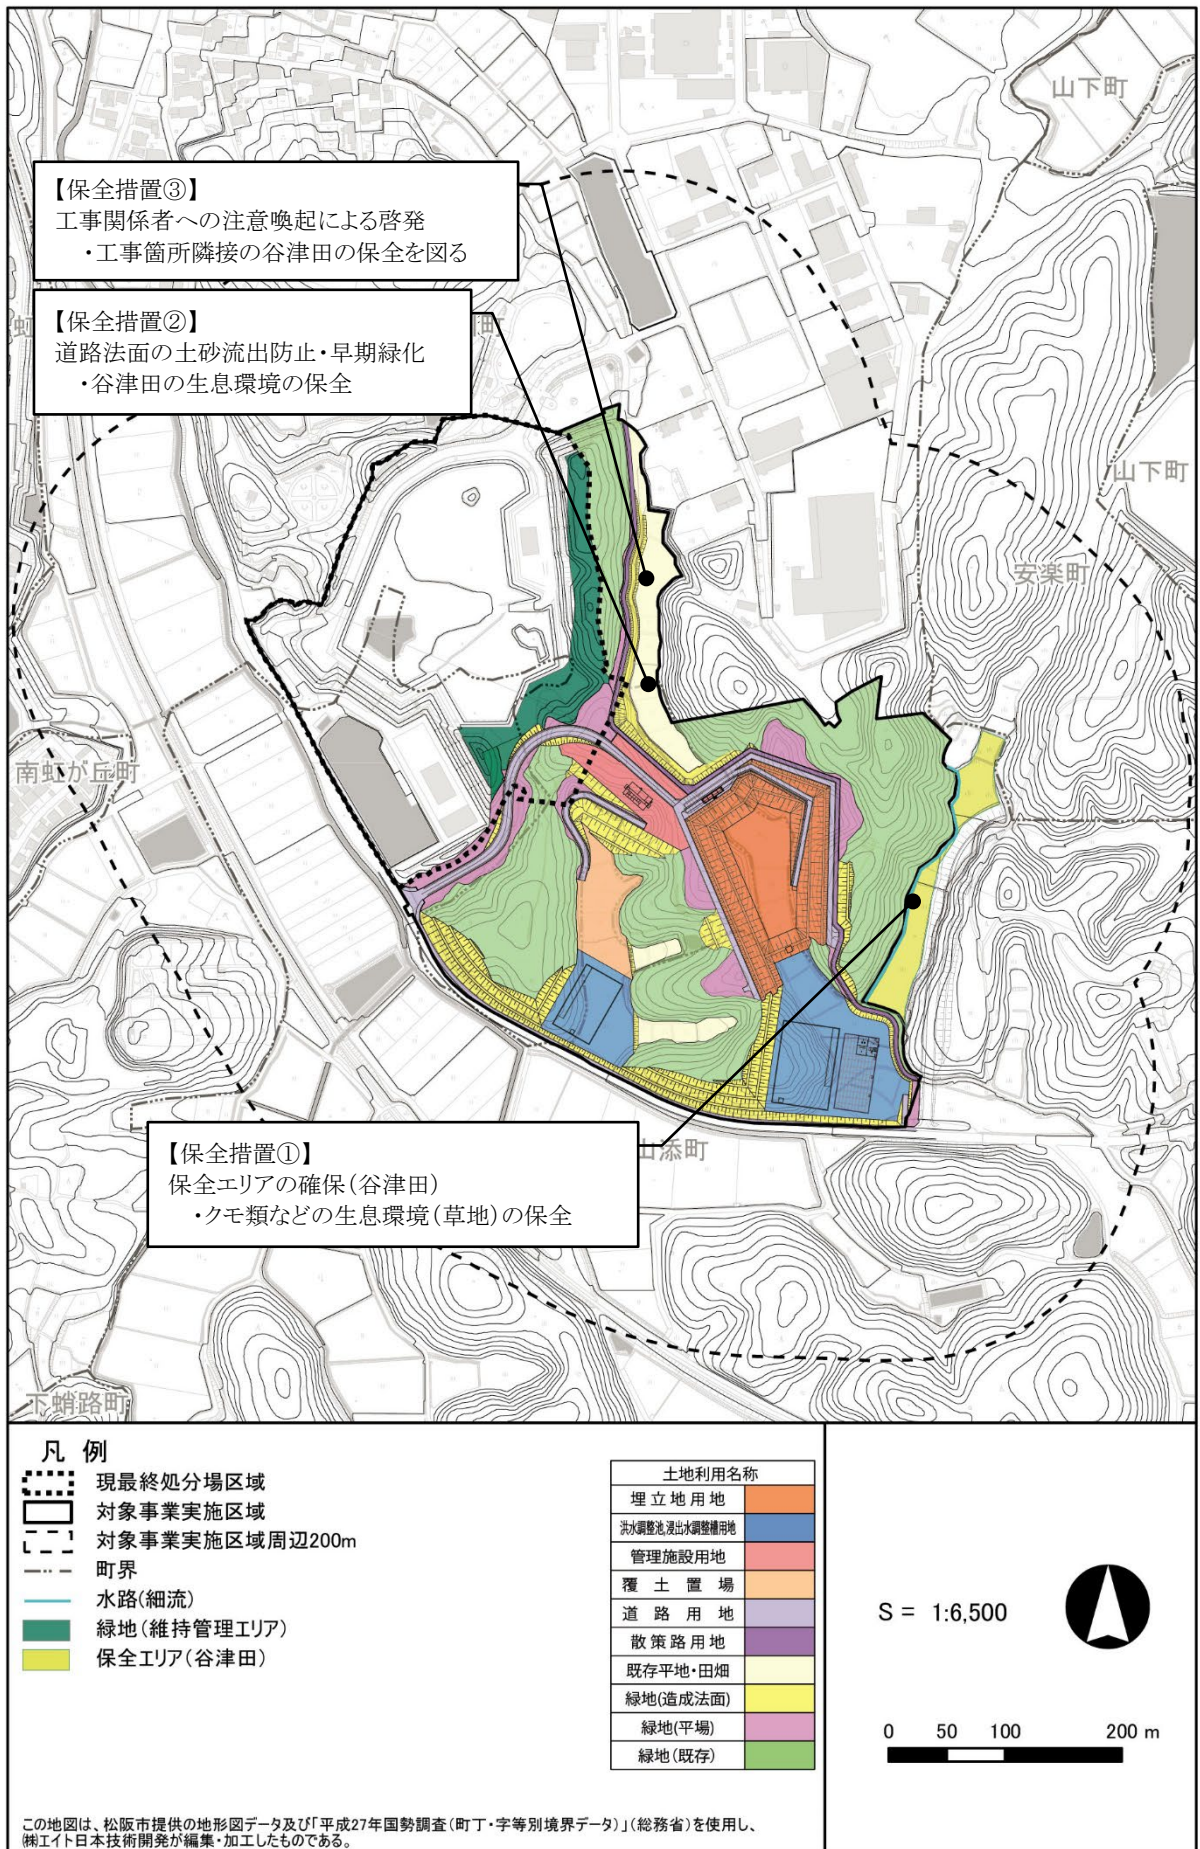 山下町
【保全措置③】
工事関係者への注意喚起による啓発
・工事箇所隣接の谷津田の保全を図る
【保全措置②】
道路法面の土砂流出防止・早期緑化
・谷津田の生息環境の保全
虹
町
山下町
安楽町
南虹が丘町
【保全措置①】
保全エリアの確保(谷津田)
・クモ類などの生息環境(草地)の保全
山添町
下蛸路町
凡 例
現最終処分場区域
対象事業実施区域
対象事業実施区域周辺200m
町界
水路(細流)
緑地(維持管理エリア)
保全エリア(谷津田)
土地利用名称
埋立地用地
洪水調整池,浸出水調整槽用地
管理施設用地
覆土置場
道路用地
散策路用地
既存平地・田畑
緑地(造成法面)
緑地(平場)
緑地(既存)
S = 1:6,500
0 50 100 200 m
この地図は、松阪市提供の地形図データ及び「平成27年国勢調査(町丁・字等別境界データ)」(総務省)を使用し、
㈱エイト日本技術開発が編集・加工したものである。